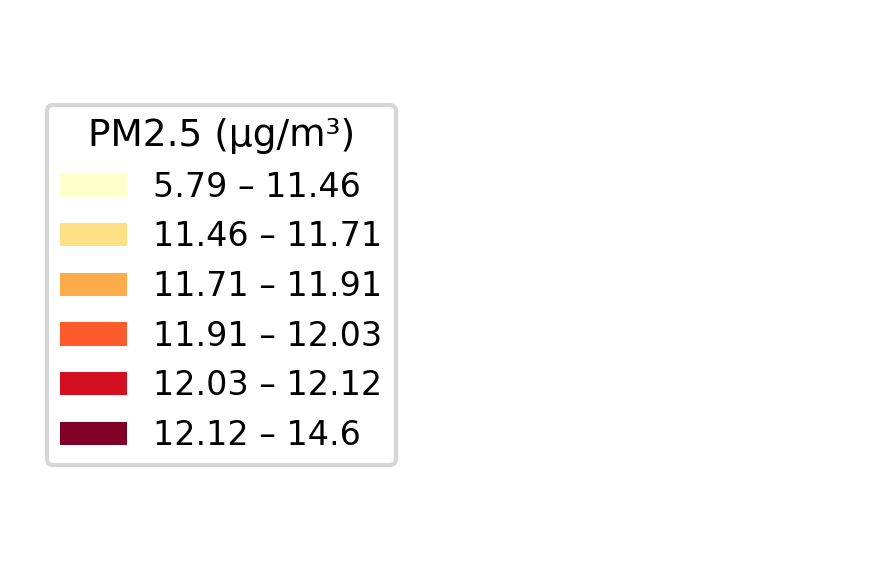 PM2.5 (µg/m³)
5.79 – 11.46
11.46 – 11.71
11.71 – 11.91
11.91 – 12.03
12.03 – 12.12
12.12 – 14.6